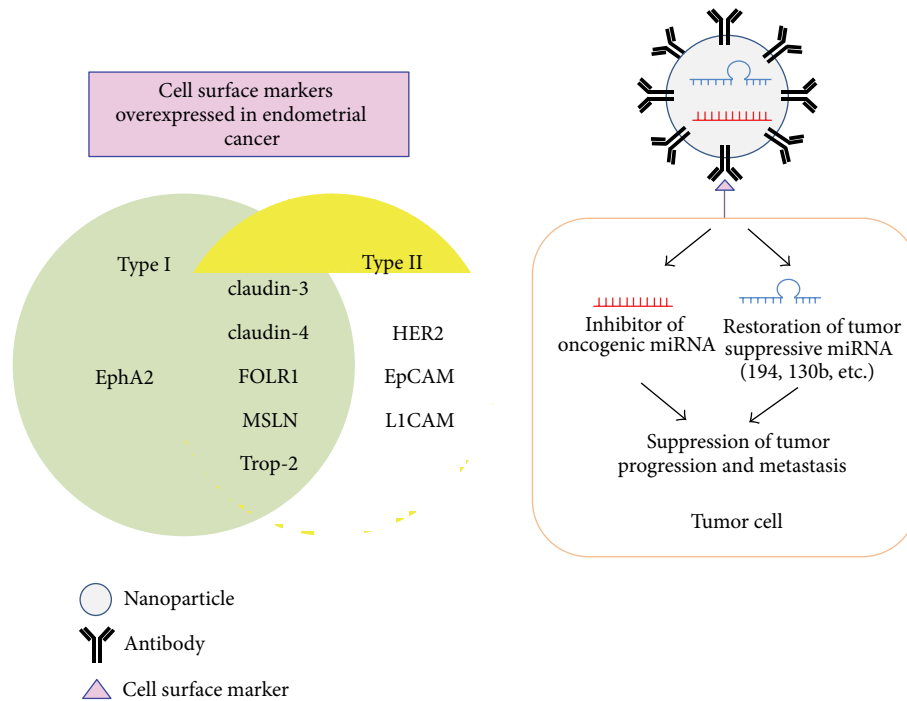 Cell surface markers
overexpressed in endometrial
cancer
Type I
Type II
claudin-3
claudin-4
HER2
EphA2
FOLR1
EpCAM
MSLN
L1CAM
Trop-2
Inhibitor of
oncogenic miRNA
Restoration of tumor
suppressive miRNA
(194, 130b, etc.)
Suppression of tumor
progression and metastasis
Tumor cell
Nanoparticle
Antibody
Cell surface marker